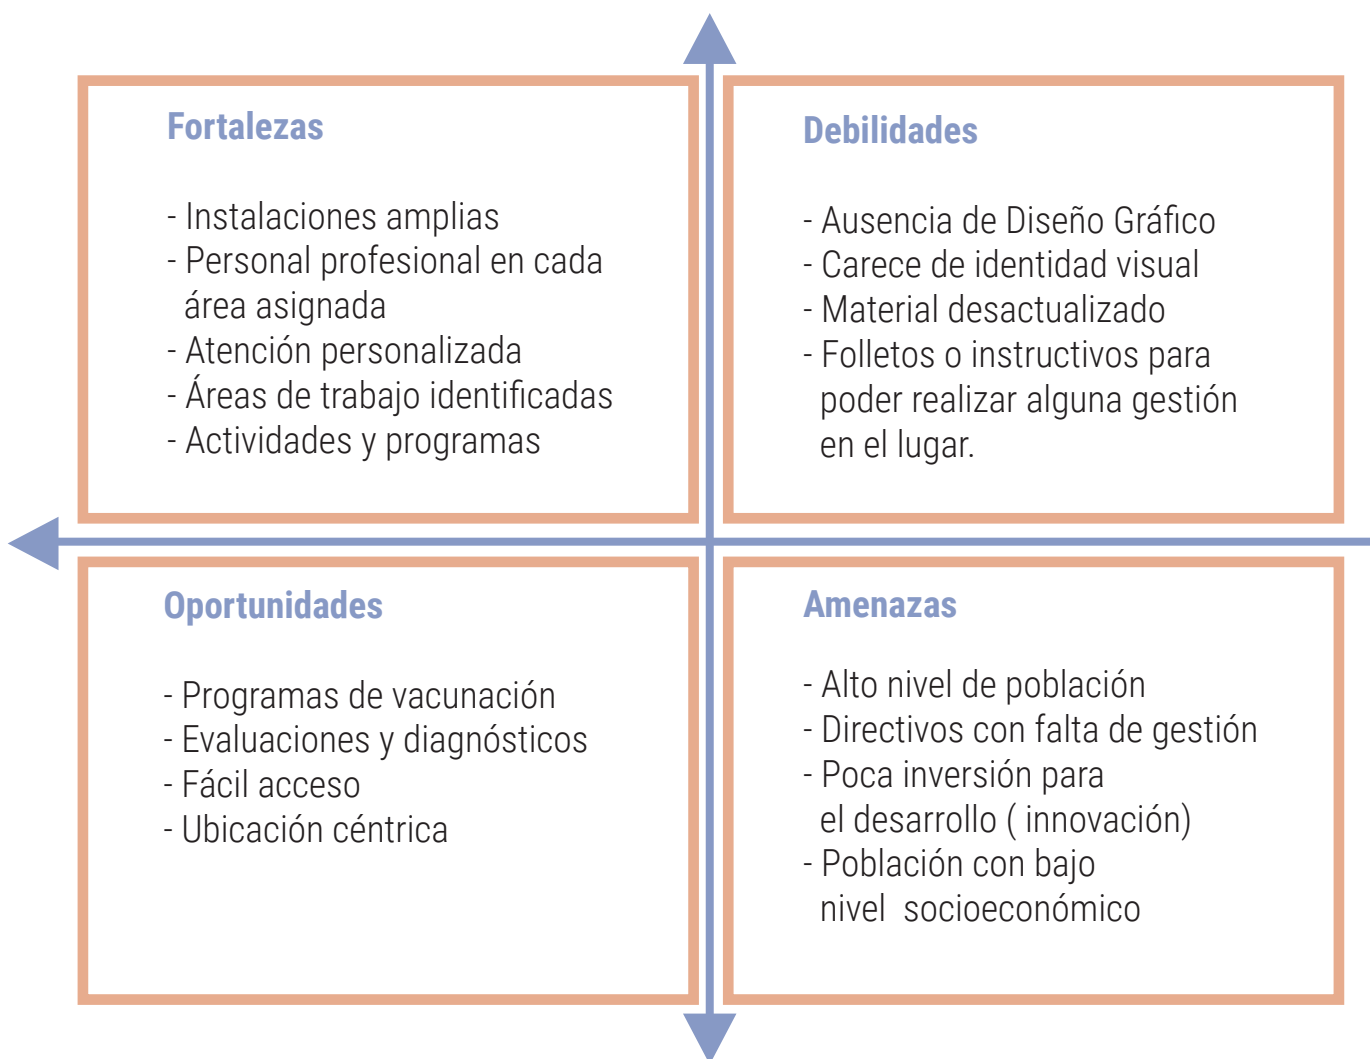 Fortalezas
- Instalaciones amplias
- Personal profesional en cada
área asignada
- Atención personalizada
- Áreas de trabajo identificadas
- Actividades y programas
Debilidades
- Ausencia de Diseño Gráfico
- Carece de identidad visual
- Material desactualizado
- Folletos o instructivos para
poder realizar alguna gestión
en el lugar.
Oportunidades
- Programas de vacunación
- Evaluaciones y diagnósticos
- Fácil acceso
- Ubicación céntrica
Amenazas
- Alto nivel de población
- Directivos con falta de gestión
- Poca inversión para
el desarrollo ( innovación)
- Población con bajo
nivel  socioeconómico